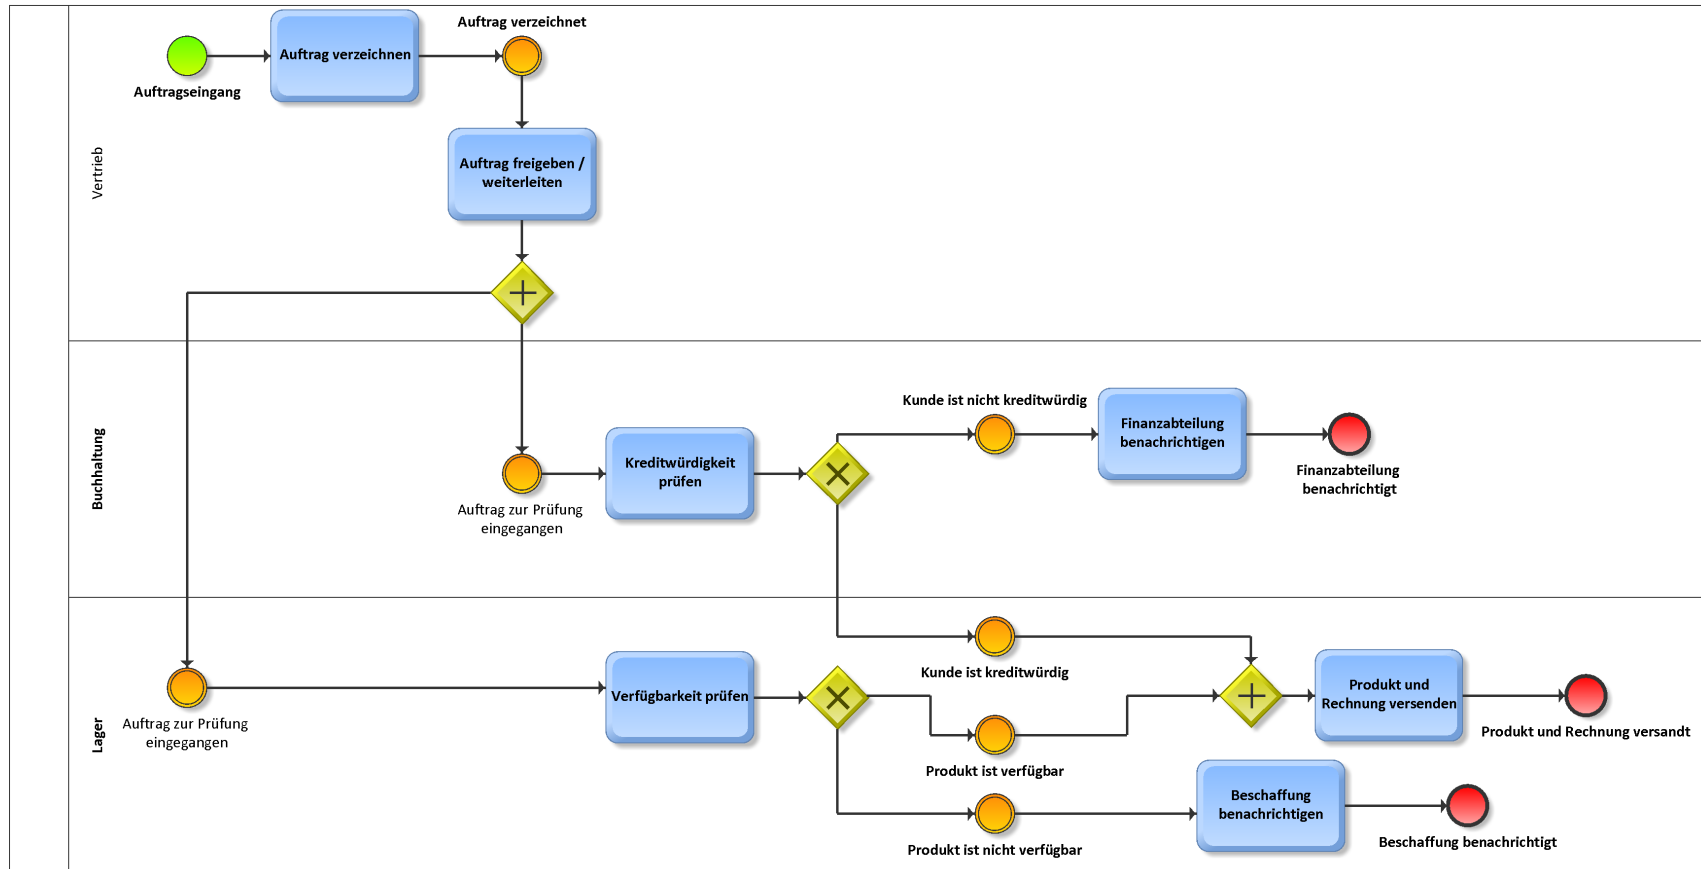 Vertrieb
Auftragseingang
Auftrag verzeichnen
Auftrag verzeichnet
Auftrag freigeben /
weiterleiten
Buchhaltung
Auftrag zur Prüfung
eingegangen
Kreditwürdigkeit
prüfen
Kunde ist nicht kreditwürdig
Finanzabteilung
benachrichtigen
Finanzabteilung
benachrichtigt
Lager
Auftrag zur Prüfung
eingegangen
Verfügbarkeit prüfen
Kunde ist kreditwürdig
Produkt ist verfügbar
Produkt ist nicht verfügbar
Produkt und
Rechnung versenden
Produkt und Rechnung versandt
Beschaffung
benachrichtigen
Beschaffung benachrichtigt